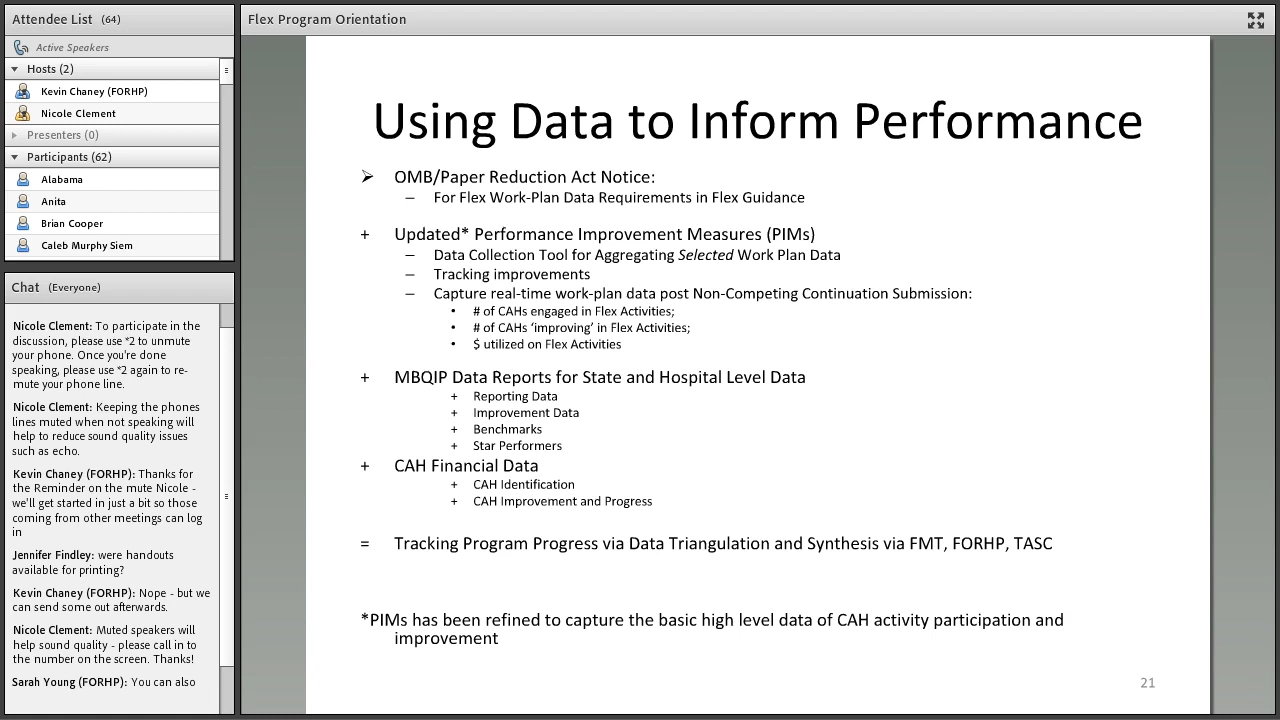 Attendee List (64)
Active Speakers
Hosts (2)
Kevin Chaney (FORHP)
Nicole Clement
Presenters (0)
Participants (62)
Alabama
Anita
Brian Cooper
Caleb Murphy Siem
Chat (Everyone)
Nicole Clement: To participate in the
discussion, please use *2 to unmute
your phone. Once you're done
speaking, please use *2 again to re-
mute your phone line.
Nicole Clement: Keeping the phones
lines muted when not speaking will
help to reduce sound quality issues
such as echo.
Kevin Chaney (FORHP): Thanks for
the Reminder on the mute Nicole -
we'll get started in just a bit so those
coming from other meetings can log
in
Jennifer Findley: were handouts
available for printing?
Kevin Chaney (FORHP): Nope - but we
can send some out afterwards.
Nicole Clement: Muted speakers will
help sound quality - please call in to
the number on the screen. Thanks!
Sarah Young (FORHP): You can also
Flex Program Orientation
Using Data to Inform Performance
➢ OMB/Paper Reduction Act Notice:
– For Flex Work-Plan Data Requirements in Flex Guidance
+ Updated* Performance Improvement Measures (PIMs)
– Data Collection Tool for Aggregating Selected Work Plan Data
– Tracking improvements
– Capture real-time work-plan data post Non-Competing Continuation Submission:
• # of CAHs engaged in Flex Activities;
• # of CAHs ‘improving’ in Flex Activities;
• $ utilized on Flex Activities
+ MBQIP Data Reports for State and Hospital Level Data
+ Reporting Data
+ Improvement Data
+ Benchmarks
+ Star Performers
+ CAH Financial Data
+ CAH Identification
+ CAH Improvement and Progress
= Tracking Program Progress via Data Triangulation and Synthesis via FMT, FORHP, TASC
*PIMs has been refined to capture the basic high level data of CAH activity participation and
improvement
21